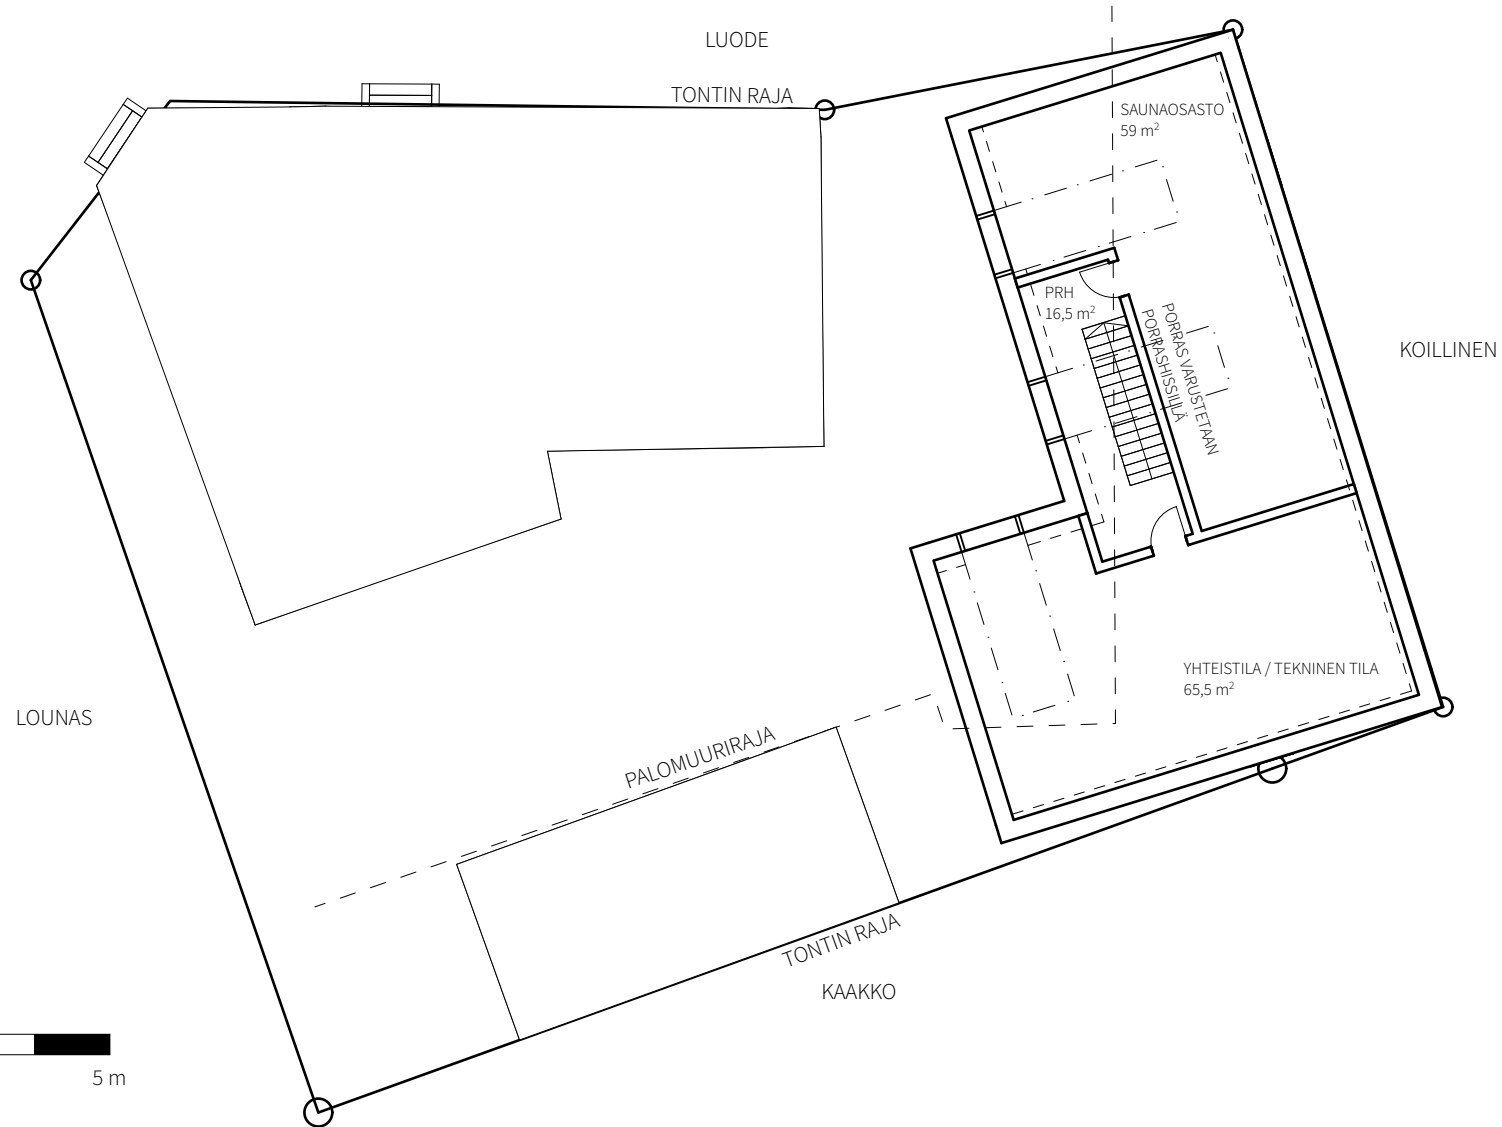 LUODE
TONTIN RAJA
SAUNAOSASTO
59 m²
PRH
16,5 m²
PORRAS VARUSTETAAN
PORRASHISSILLÄ
KOILLINEN
YHTEISTILA / TEKNINEN TILA
65,5 m²
LOUNAS
PALOMUURIRAJA
TONTIN RAJA
KAAKKO
5 m